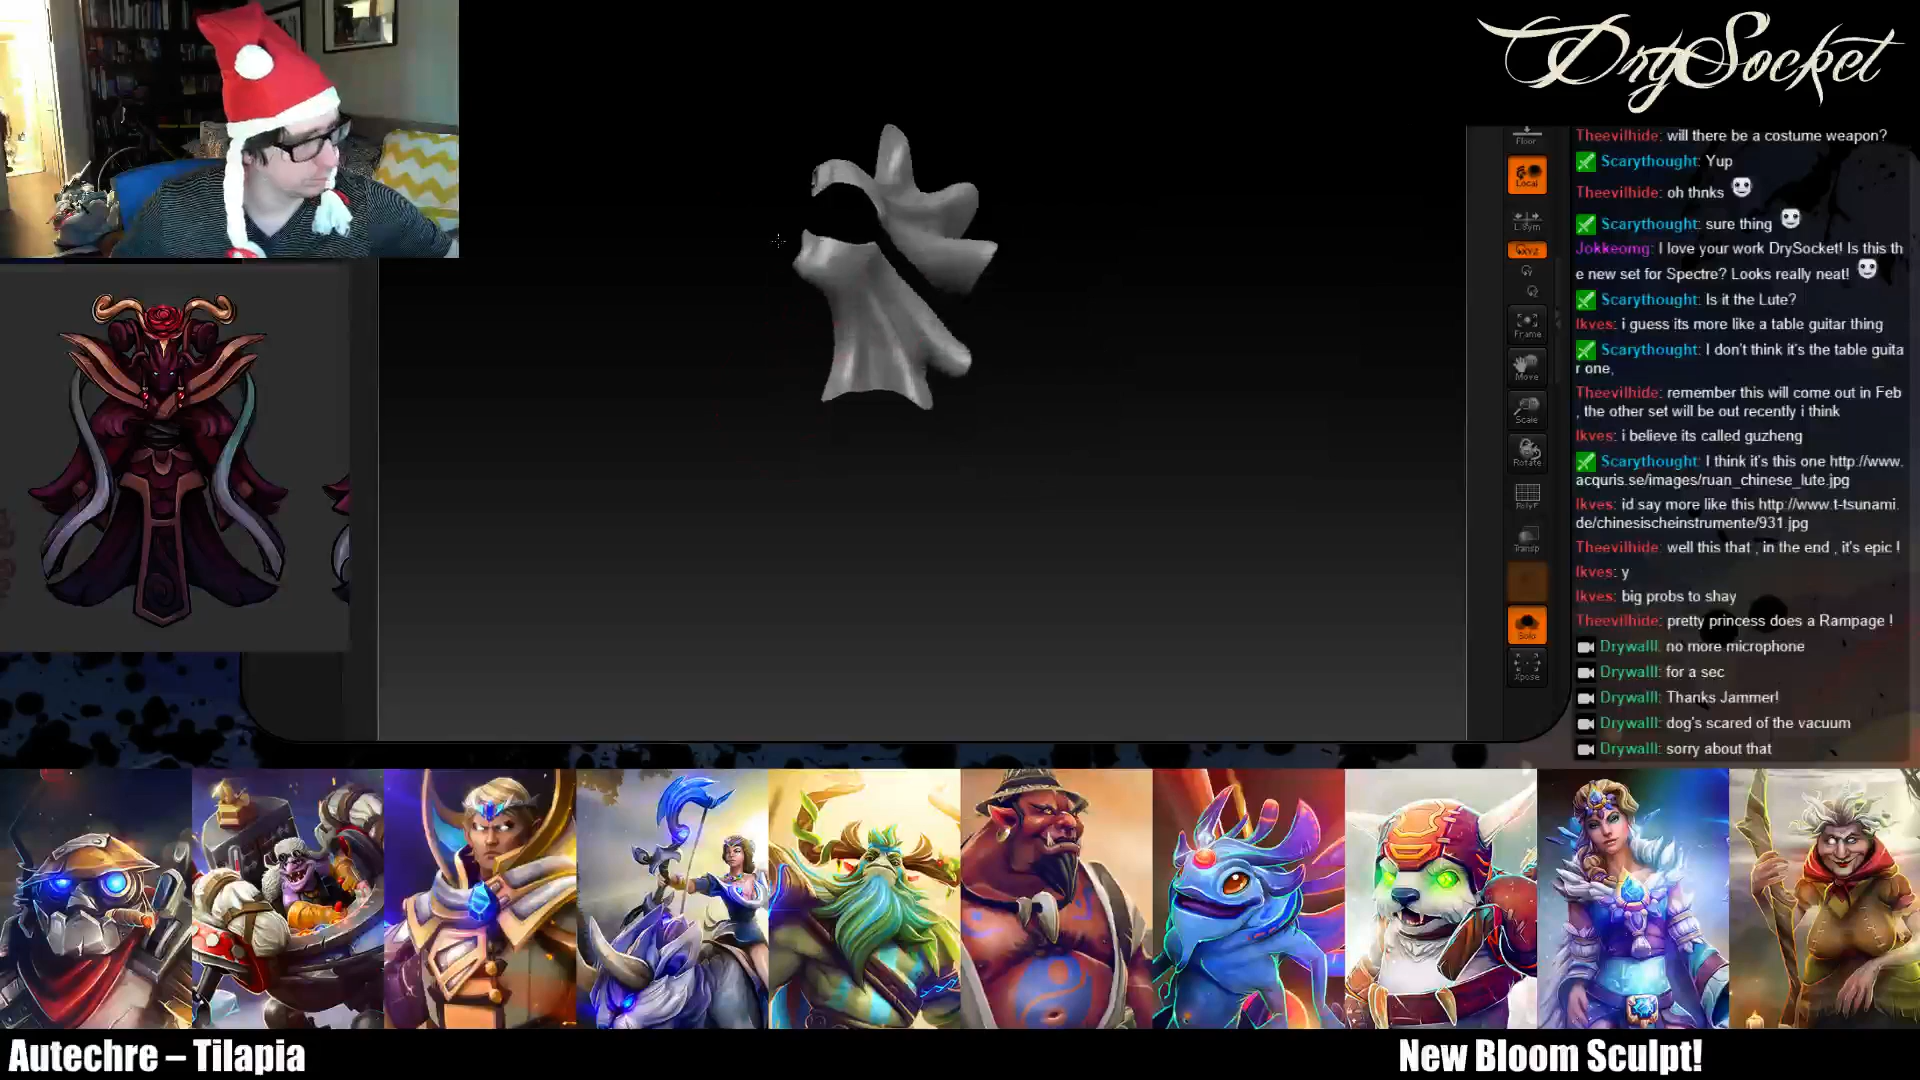 DrySocket
Theevilhide: will there be a costume weapon?
Scarythought: Yup
Theevilhide: oh thnks
Scarythought: sure thing
Jokkeomg: I love your work DrySocket! Is this th
e new set for Spectre? Looks really neat!
Scarythought: Is it the Lute?
Ikves: i guess its more like a table guitar thing
Scarythought: I don't think it's the table guita
r one,
Theevilhide: remember this will come out in Feb
, the other set will be out recently i think
Ikves: i believe its called guzheng
Scarythought: I think it's this one http://www.
acquris.se/images/ruan_chinese_lute.jpg
Ikves: id say more like this http://www.t-tsunami.
de/chinesischeinstrumente/931.jpg
Theevilhide: well this that , in the end , it's epic !
Ikves: y
Ikves: big probs to shay
Theevilhide: pretty princess does a Rampage !
Drywalll: no more microphone
Drywalll: for a sec
Drywalll: Thanks Jammer!
Drywalll: dog's scared of the vacuum
Drywalll: sorry about that
Floor
Local
L.Sym
Frame
Move
Scale
Rotate
PolyF
Transp
Solo
Xpose
Autechre – Tilapia
New Bloom Sculpt!